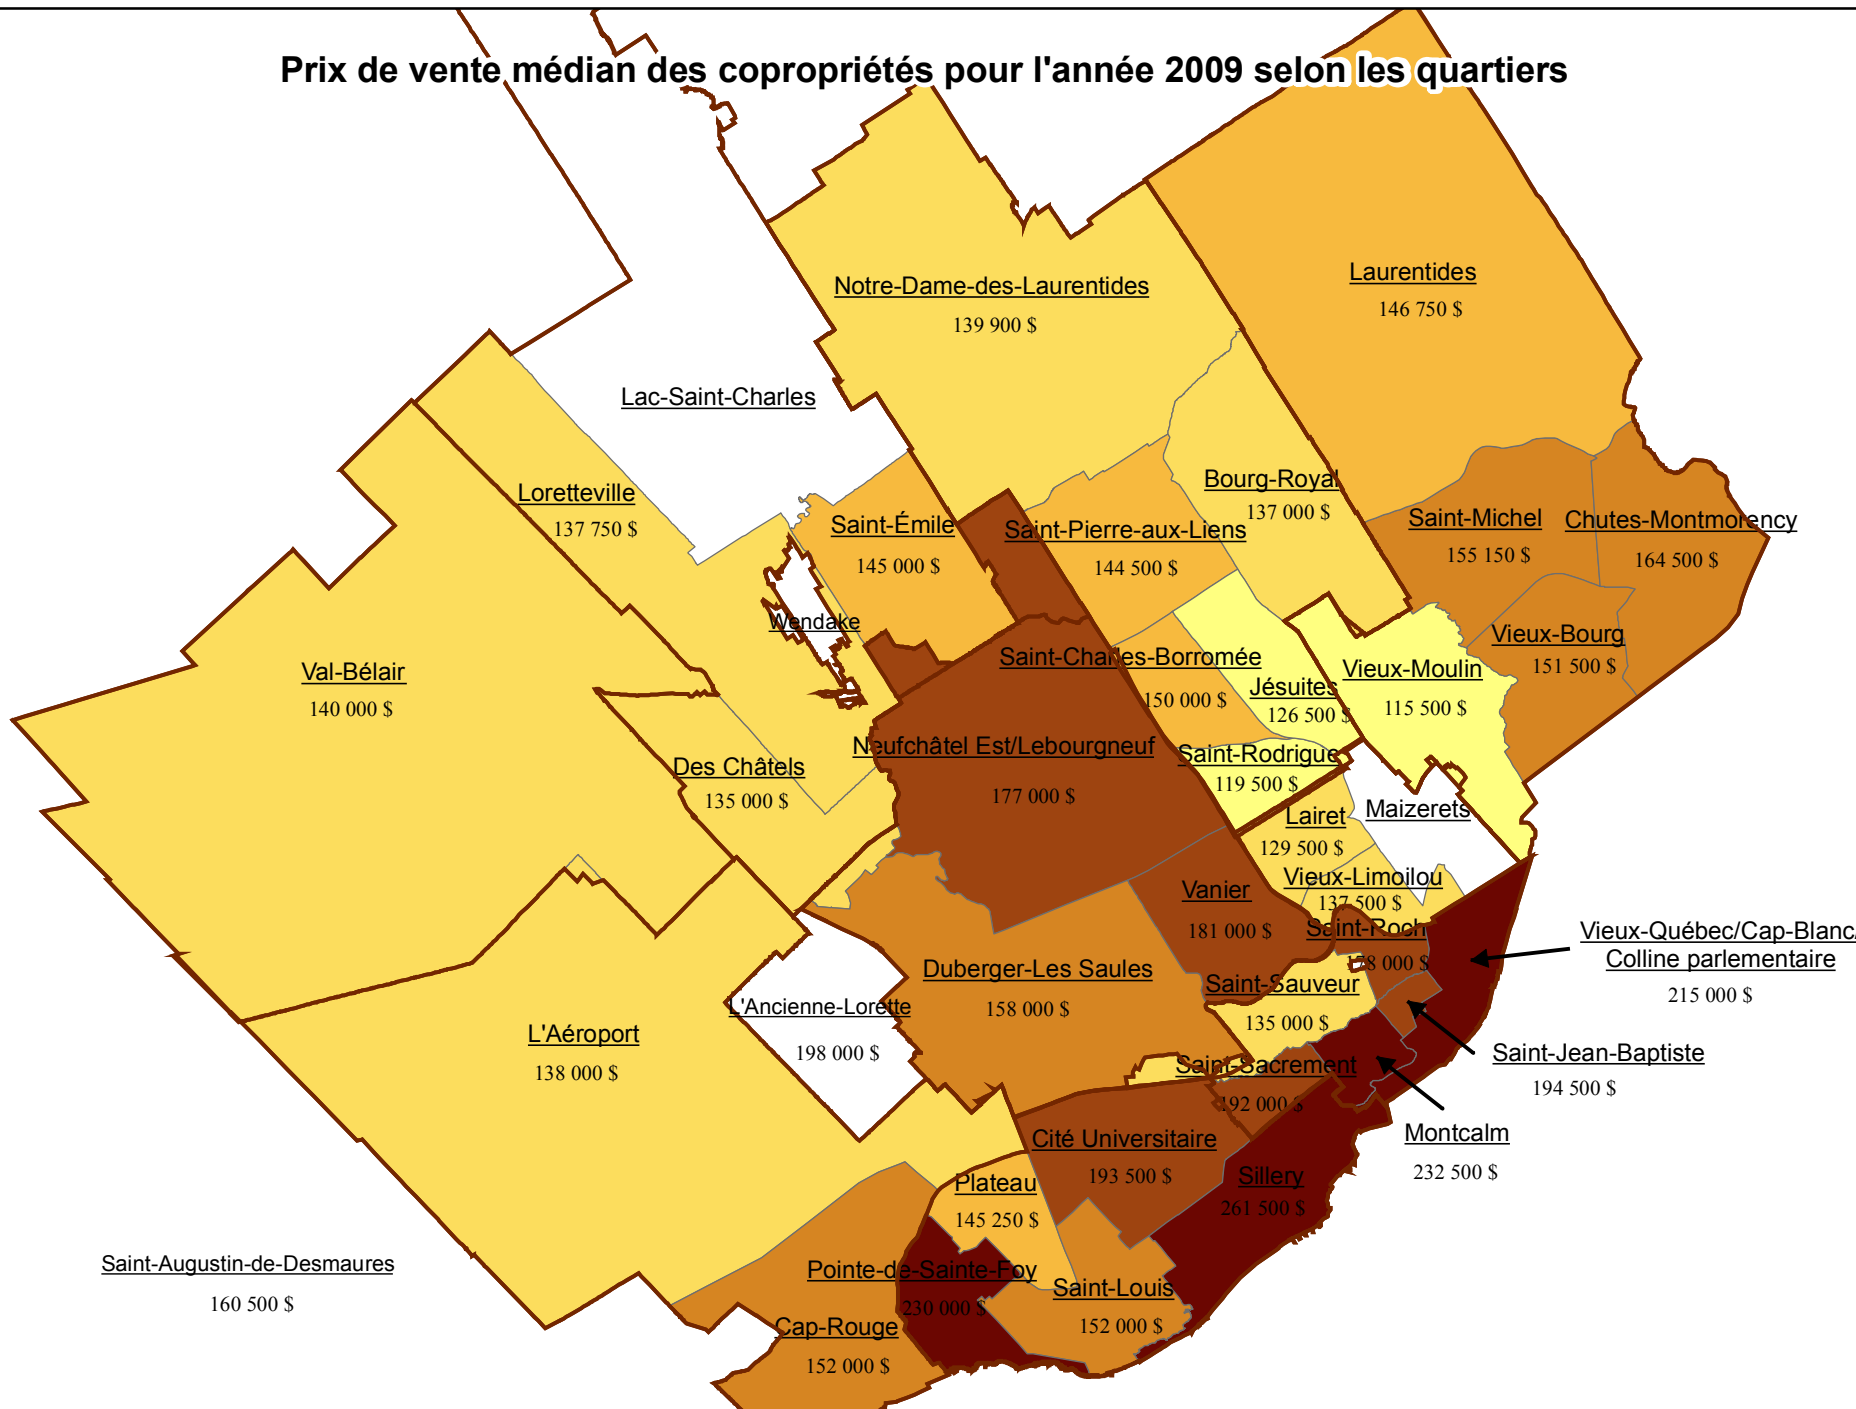 Prix de vente médian des copropriétés pour l'année 2009 selon les quartiers
Laurentides
146 750 $
Notre-Dame-des-Laurentides
139 900 $
Lac-Saint-Charles
Bourg-Royal
137 000 $
Loretteville
137 750 $
Saint-Émile
145 000 $
Saint-Pierre-aux-Liens
144 500 $
Saint-Michel
155 150 $
Chutes-Montmorency
164 500 $
Wendake
Vieux-Bourg
151 500 $
Val-Bélair
140 000 $
Saint-Charles-Borromée
150 000 $
Jésuites
126 500 $
Vieux-Moulin
115 500 $
Neufchâtel Est/Lebourgneuf
177 000 $
Saint-Rodrigue
119 500 $
Des Châtels
135 000 $
Maizerets
Lairet
129 500 $
Vieux-Limoilou
137 500 $
Vanier
181 000 $
Saint-Roch
178 000 $
Vieux-Québec/Cap-Blanc/
Colline parlementaire
215 000 $
Duberger-Les Saules
158 000 $
Saint-Sauveur
135 000 $
L'Ancienne-Lorette
198 000 $
L'Aéroport
138 000 $
Saint-Jean-Baptiste
194 500 $
Saint-Sacrement
192 000 $
Montcalm
232 500 $
Cité Universitaire
193 500 $
Sillery
261 500 $
Plateau
145 250 $
Saint-Augustin-de-Desmaures
160 500 $
Pointe-de-Sainte-Foy
230 000 $
Saint-Louis
152 000 $
Cap-Rouge
152 000 $